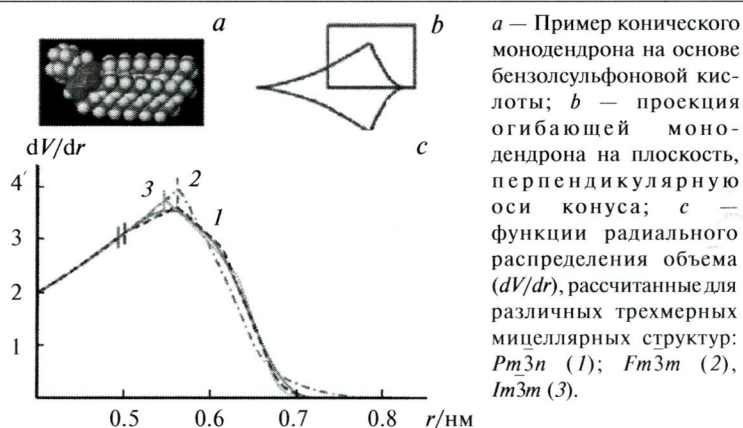 a
b
c
dV/dr
4
3
2
1
3
2
1
0.5
0.6
0.7
0.8
r/нм
a — Пример конического
монодендрона на основе
бензолсульфоновой кис-
лоты; b — проекция
огибающей моно-
дендрона на плоскость,
перпендикулярную
оси конуса; c —
функции радиального
распределения объема
(dV/dr), рассчитанные для
различных трехмерных
мицеллярных структур:
Pm3̄n (1); Fm3̄m (2),
Im3̄m (3).